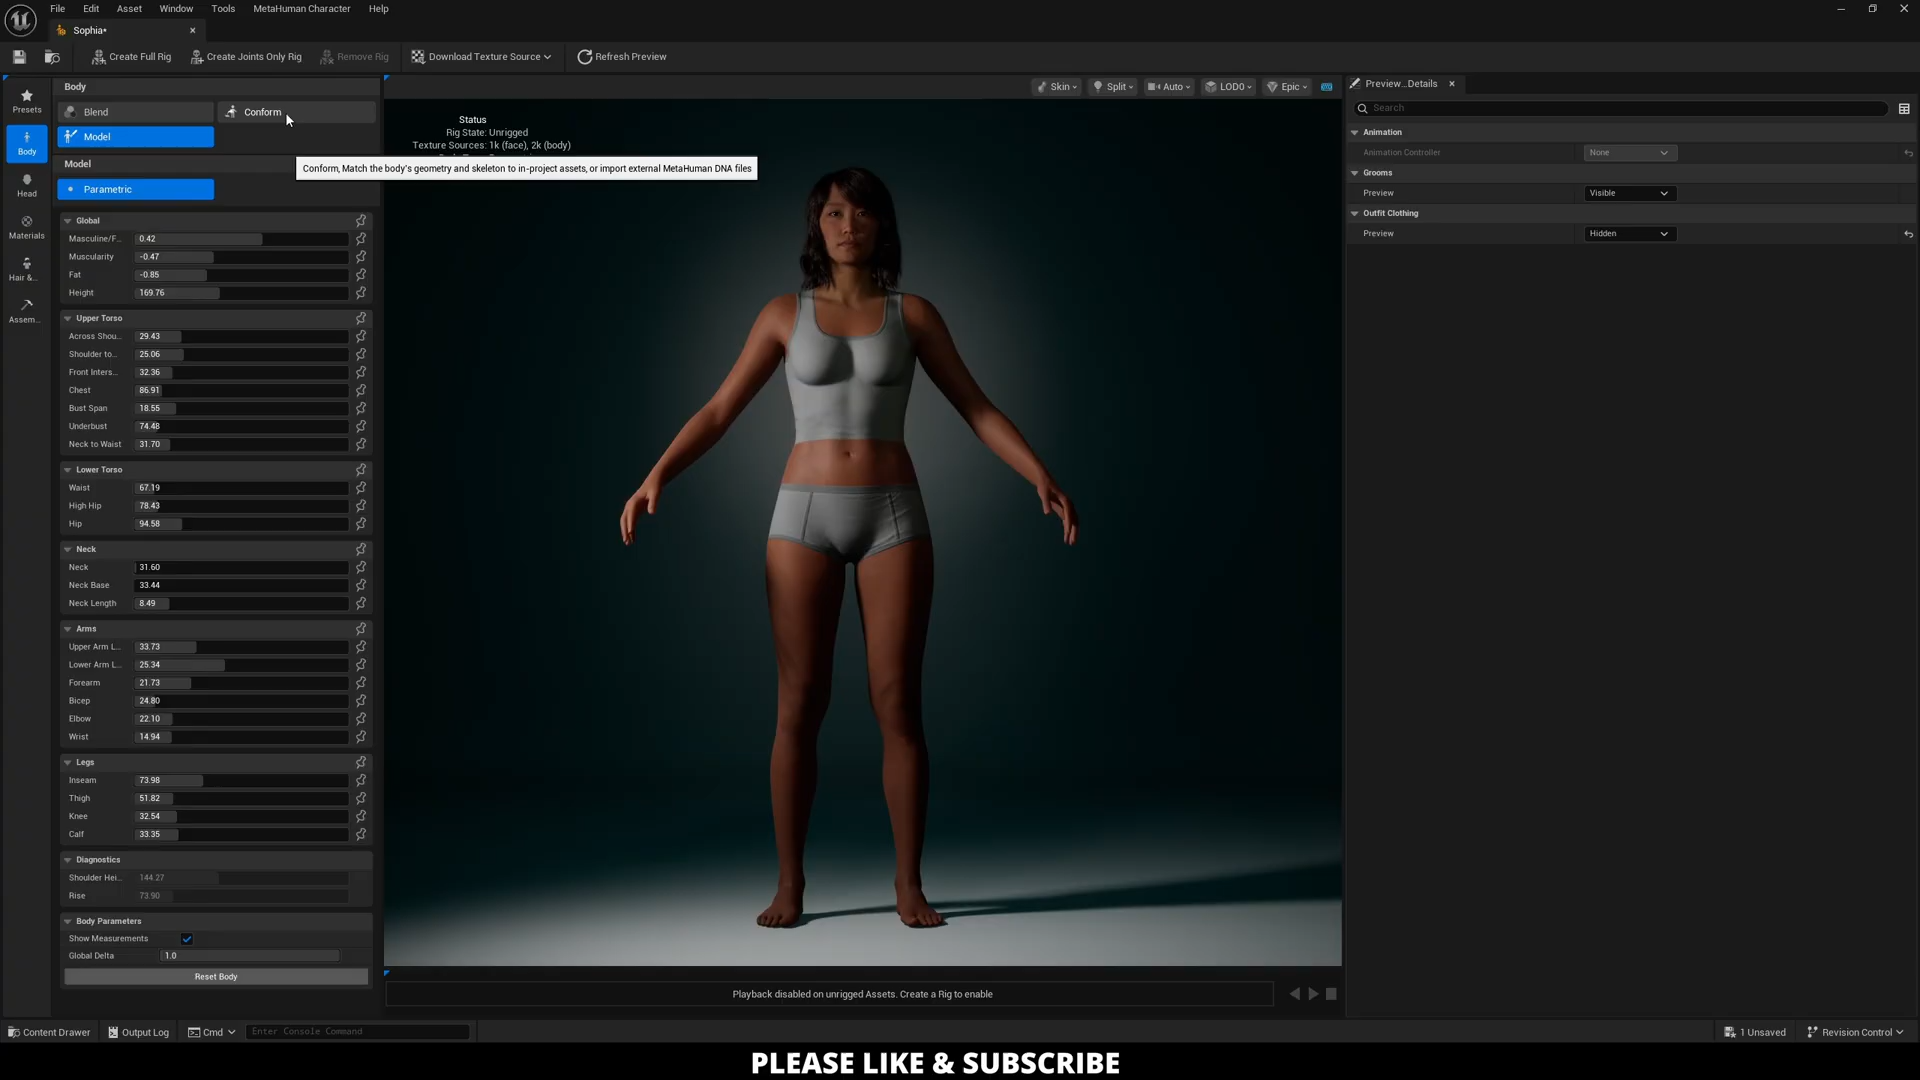 File Edit Asset Window Tools MetaHuman Character Help
Sophia*
Create Full Rig Create Joints Only Rig Remove Rig Download Texture Source Refresh Preview
Presets
Body
Head
Materials
Hair &...
Assem...
Body
Blend Conform
Model
Model
Parametric
Conform, Match the body's geometry and skeleton to in-project assets, or import external MetaHuman DNA files
Global
Masculine/F... 0.42
Muscularity -0.47
Fat -0.85
Height 169.76
Upper Torso
Across Shou... 29.43
Shoulder to... 25.06
Front Inters... 32.36
Chest 86.91
Bust Span 18.55
Underbust 74.48
Neck to Waist 31.70
Lower Torso
Waist 67.19
High Hip 78.43
Hip 94.58
Neck
Neck 31.60
Neck Base 33.44
Neck Length 8.49
Arms
Upper Arm L... 33.73
Lower Arm L... 25.34
Forearm 21.73
Bicep 24.80
Elbow 22.10
Wrist 14.94
Legs
Inseam 73.98
Thigh 51.82
Knee 32.54
Calf 33.35
Diagnostics
Shoulder Hei... 144.27
Rise 73.90
Body Parameters
Show Measurements
Global Delta 1.0
Reset Body
Skin Split Auto LOD0 Epic
Status
Rig State: Unrigged
Texture Sources: 1k (face), 2k (body)
Playback disabled on unrigged Assets. Create a Rig to enable
Preview...Details
Search
Animation
Animation Controller None
Grooms
Preview Visible
Outfit Clothing
Preview Hidden
Content Drawer Output Log Cmd Enter Console Command 1 Unsaved Revision Control
PLEASE LIKE & SUBSCRIBE